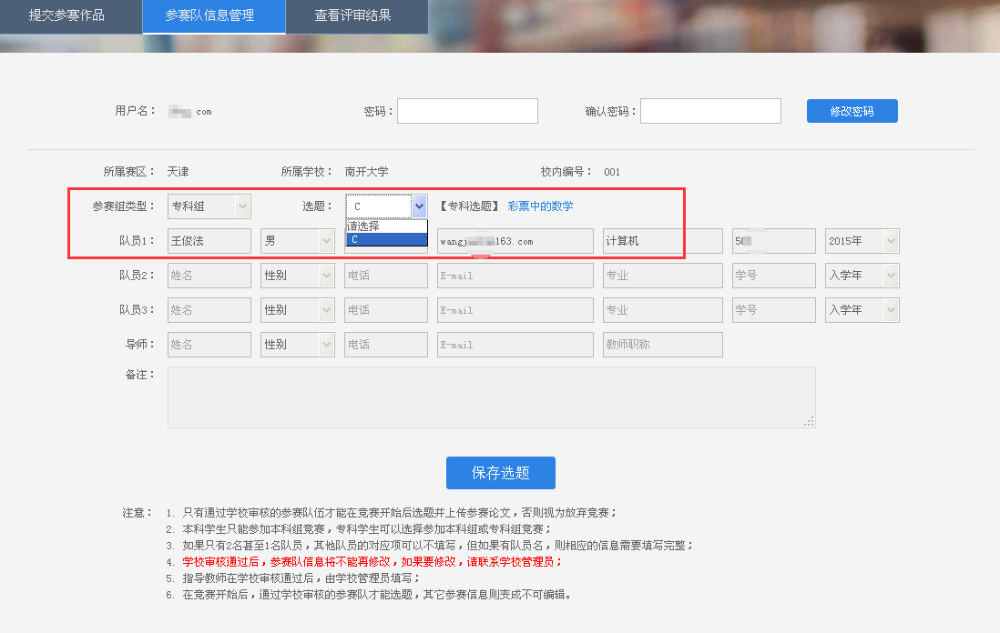 提交参赛作品 参赛队信息管理 查看评审结果
用户名： com 密码： 确认密码： 修改密码
所属赛区： 天津 所属学校： 南开大学 校内编号： 001
参赛组类型： 专科组 选题： C 【专科选题】 彩票中的数学
请选择
C
队员1： 王俊法 男 163.com 计算机 2015年
队员2： 姓名 性别 电话 E-mail 专业 学号 入学年
队员3： 姓名 性别 电话 E-mail 专业 学号 入学年
导师： 姓名 性别 电话 E-mail 教师职称
备注：
保存选题
注意： 1. 只有通过学校审核的参赛队伍才能在竞赛开始后选题并上传参赛论文，否则视为放弃竞赛；
2. 本科学生只能参加本科组竞赛，专科学生可以选择参加本科组或专科组竞赛；
3. 如果只有2名甚至1名队员，其他队员的对应项可以不填写，但如果有队员名，则相应的信息需要填写完整；
4. 学校审核通过后，参赛队信息将不能再修改，如果要修改，请联系学校管理员；
5. 指导教师在学校审核通过后，由学校管理员填写；
6. 在竞赛开始后，通过学校审核的参赛队才能选题，其它参赛信息则变成不可编辑。